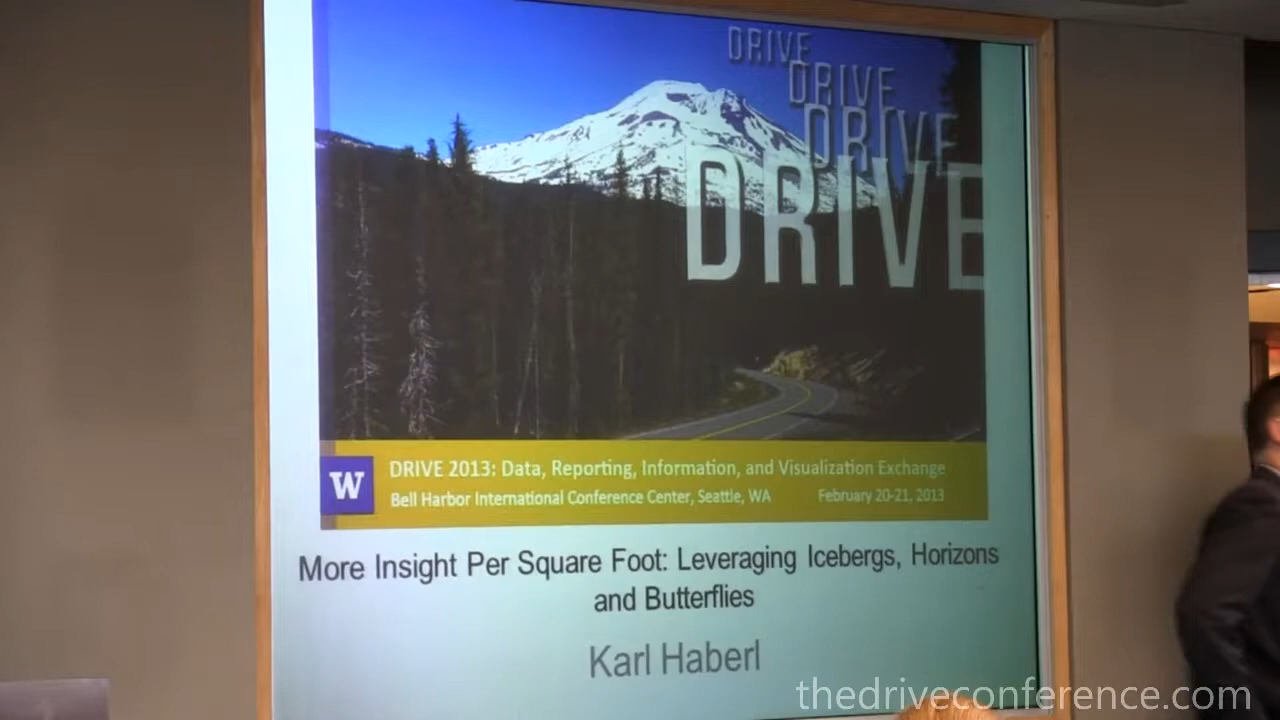 DRIVE
DRIVE
DRIVE
DRIVE
W
DRIVE 2013: Data, Reporting, Information, and Visualization Exchange
Bell Harbor International Conference Center, Seattle, WA February 20-21, 2013
More Insight Per Square Foot: Leveraging Icebergs, Horizons
and Butterflies
Karl Haberl
thedriveconference.com